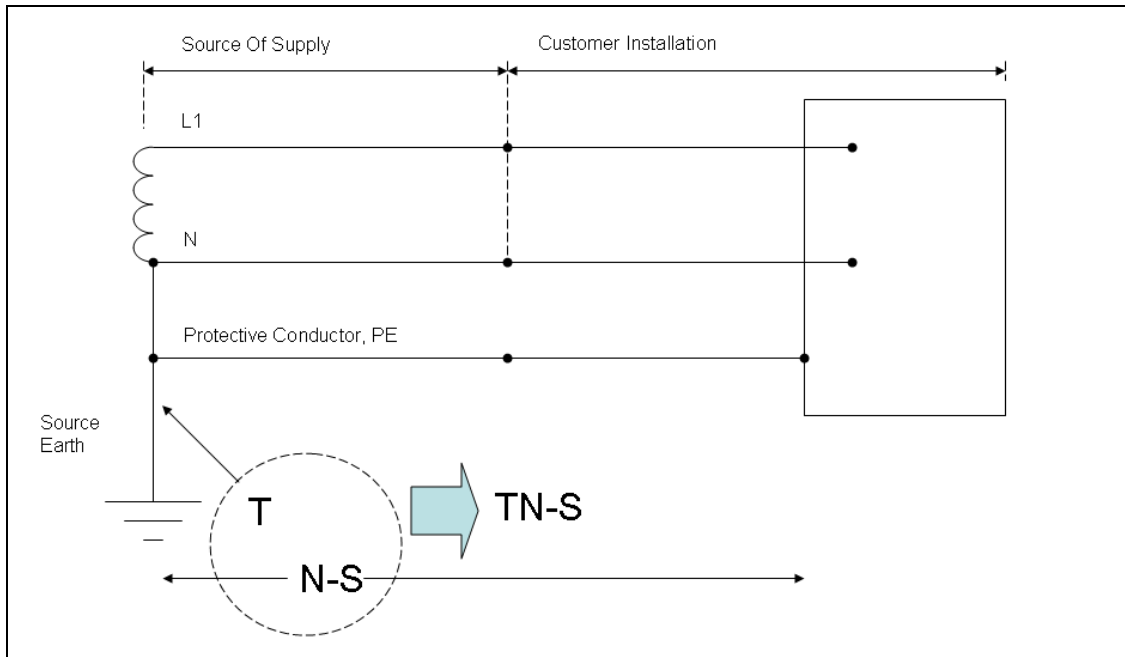 Source Of Supply
Customer Installation
L1
N
Protective Conductor, PE
Source
Earth
T
TN-S
N-S